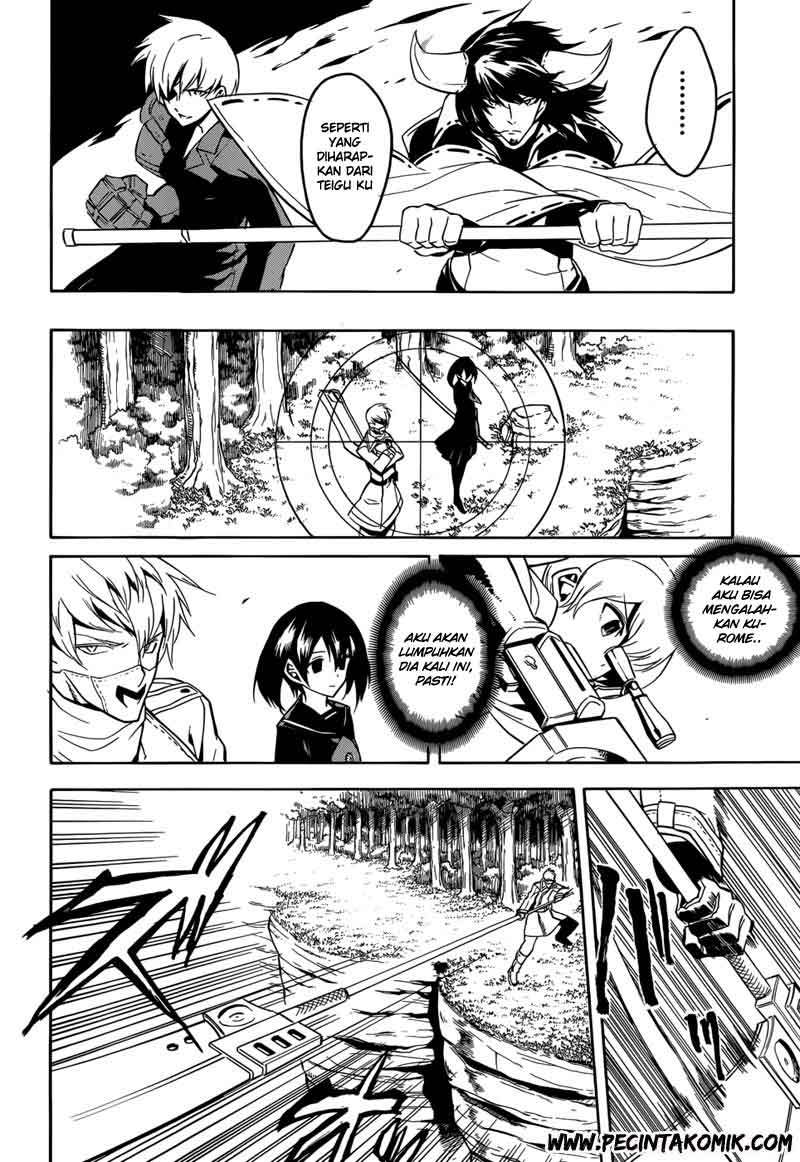 .......
SEPERTI
YANG
DIHARAP-
KAN DARI
TEIGU KU
KALAU
AKU BISA
MENGALAH-
KAN KU-
ROME..
AKU AKAN
LUMPUHKAN
DIA KALI INI,
PASTI!
WWW.PECINTAKOMIK.COM